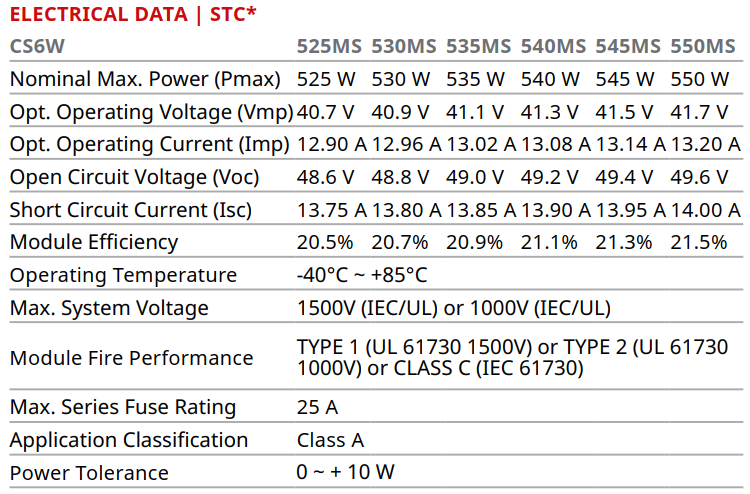 ELECTRICAL DATA | STC*
CS6W 525MS 530MS 535MS 540MS 545MS 550MS
Nominal Max. Power (Pmax) 525 W 530 W 535 W 540 W 545 W 550 W
Opt. Operating Voltage (Vmp) 40.7 V 40.9 V 41.1 V 41.3 V 41.5 V 41.7 V
Opt. Operating Current (Imp) 12.90 A 12.96 A 13.02 A 13.08 A 13.14 A 13.20 A
Open Circuit Voltage (Voc) 48.6 V 48.8 V 49.0 V 49.2 V 49.4 V 49.6 V
Short Circuit Current (Isc) 13.75 A 13.80 A 13.85 A 13.90 A 13.95 A 14.00 A
Module Efficiency 20.5% 20.7% 20.9% 21.1% 21.3% 21.5%
Operating Temperature -40°C ~ +85°C
Max. System Voltage 1500V (IEC/UL) or 1000V (IEC/UL)
Module Fire Performance TYPE 1 (UL 61730 1500V) or TYPE 2 (UL 61730
1000V) or CLASS C (IEC 61730)
Max. Series Fuse Rating 25 A
Application Classification Class A
Power Tolerance 0 ~ + 10 W